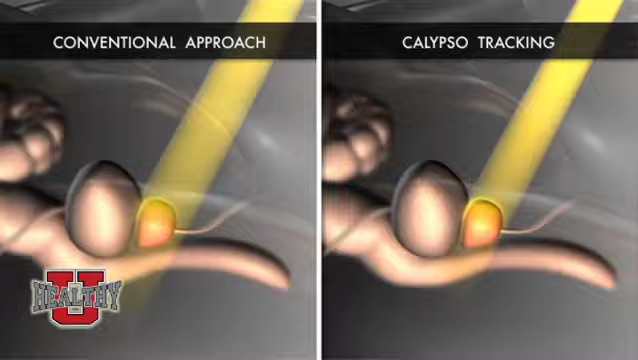 CONVENTIONAL APPROACH
CALYPSO TRACKING
U
HEALTHY